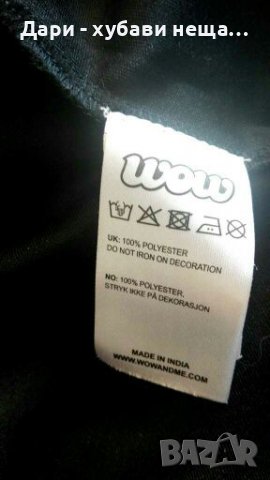 Дари - хубави неща...
WOW
UK: 100% POLYESTER
DO NOT IRON ON DECORATION
NO: 100% POLYESTER.
STRYK IKKE PÅ DEKORASJON
MADE IN INDIA
WWW.WOWANDME.COM
BAZAR